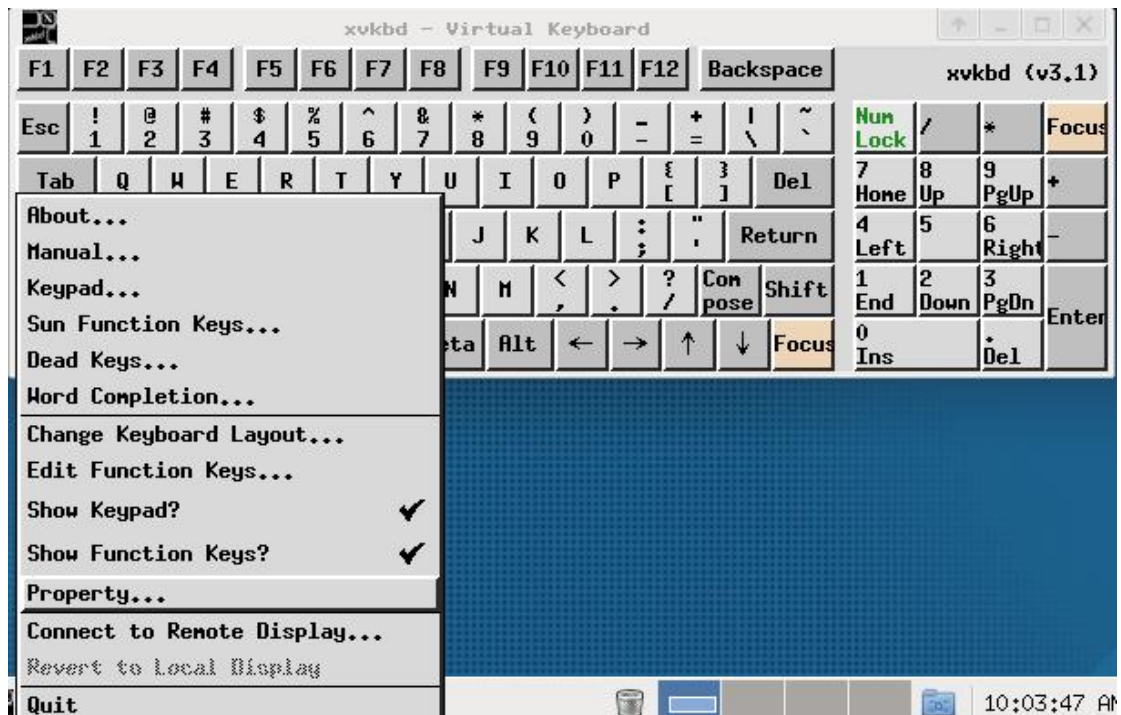 xvkbd - Virtual Keyboard
F1 F2 F3 F4 F5 F6 F7 F8 F9 F10 F11 F12 Backspace xvkbd (v3.1)
Esc ! 1 @ 2 # 3 $ 4 % 5 ^ 6 & 7 * 8 ( 9 ) 0 _ - + = | \ ~ ` Num Lock / * Focus
Tab Q W E R T Y U I O P { [ } ] Del 7 Home 8 Up 9 PgUp +
J K L : ; " ' Return 4 Left 5 6 Right -
N M < , > . ? / Com pose Shift 1 End 2 Down 3 PgDn Enter
eta Alt ← → ↑ ↓ Focus 0 Ins . Del
About...
Manual...
Keypad...
Sun Function Keys...
Dead Keys...
Word Completion...
Change Keyboard Layout...
Edit Function Keys...
Show Keypad? ✓
Show Function Keys? ✓
Property...
Connect to Remote Display...
Revert to Local Display
Quit
10:03:47 AM